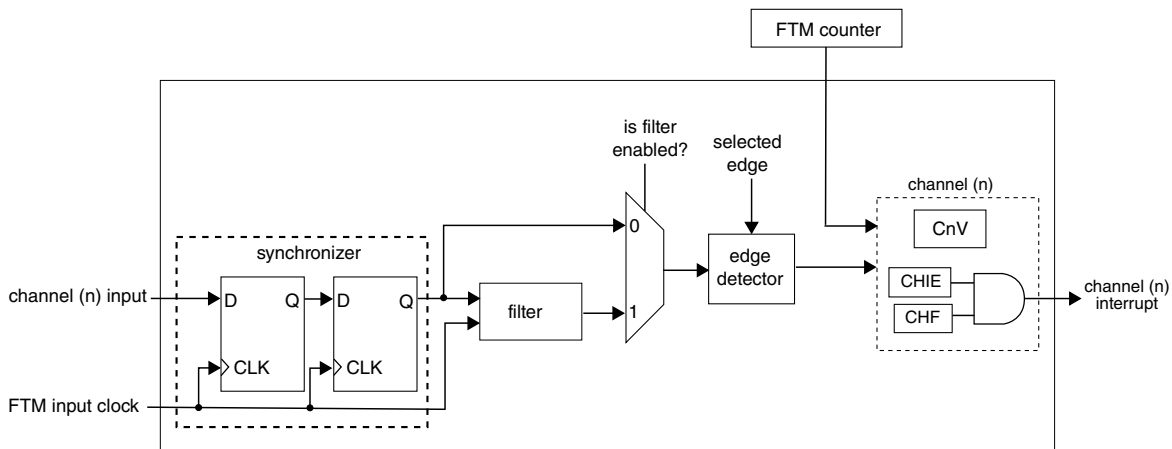 FTM counter
is filter
enabled?
selected
edge
channel (n)
CnV
synchronizer
0
edge
detector
channel (n) input
D
Q
D
Q
filter
1
CHIE
CHF
channel (n)
interrupt
CLK
CLK
FTM input clock